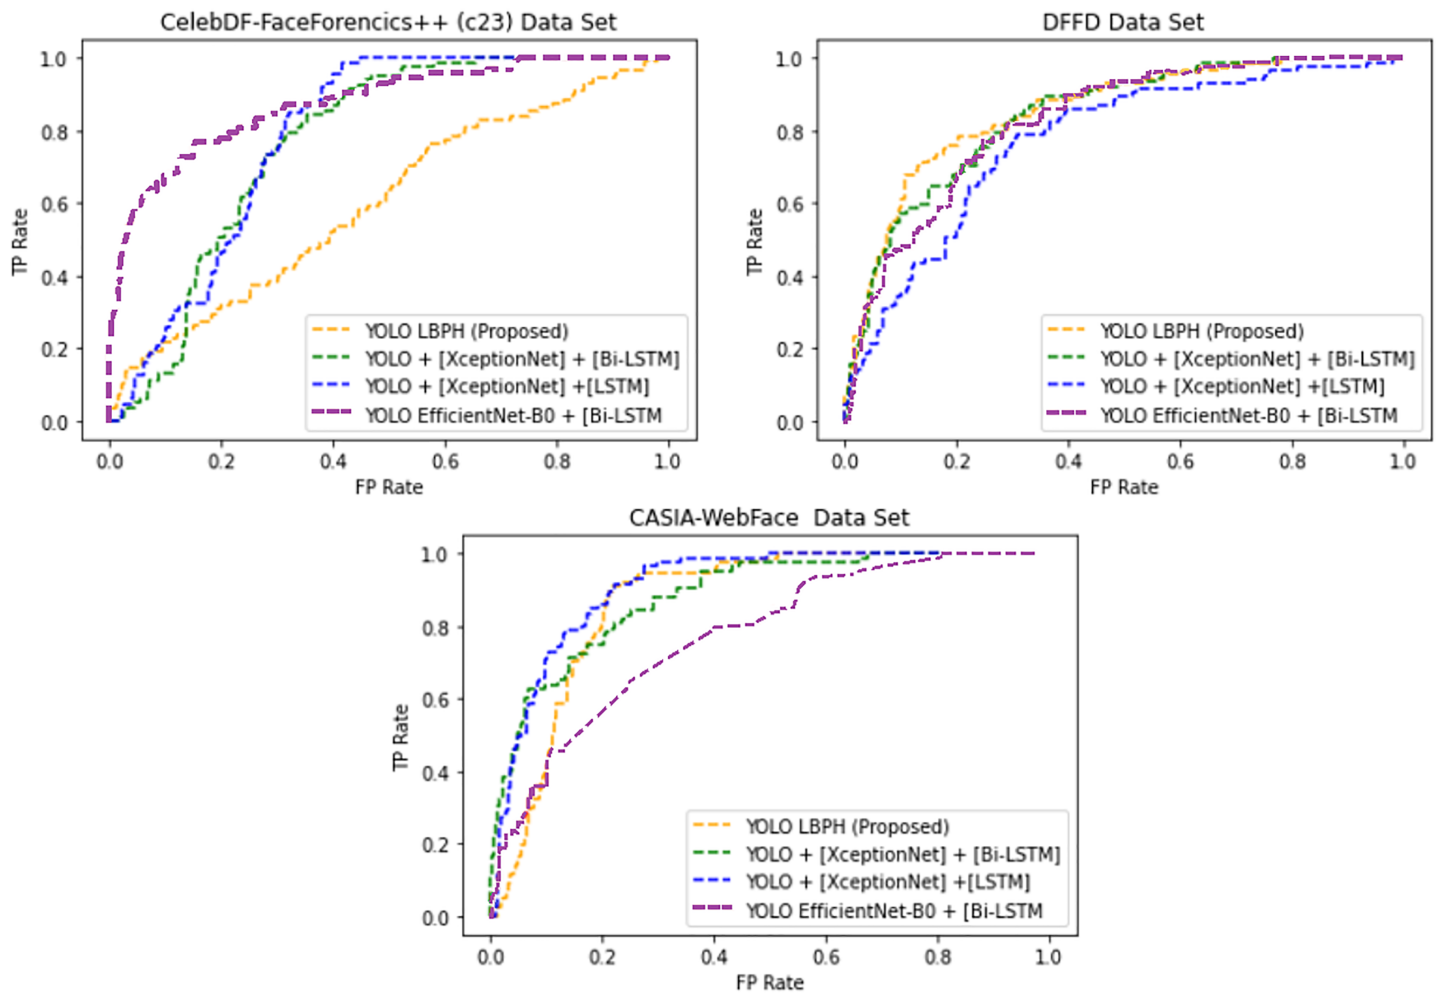 CelebDF-FaceForencics++ (c23) Data Set
1.0
0.8
0.6
0.4
0.2
0.0
TP Rate
YOLO LBPH (Proposed)
YOLO + [XceptionNet] + [Bi-LSTM]
YOLO + [XceptionNet] +[LSTM]
YOLO EfficientNet-B0 + [Bi-LSTM
0.0 0.2 0.4 0.6 0.8 1.0
FP Rate
DFFD Data Set
1.0
0.8
0.6
0.4
0.2
0.0
TP Rate
YOLO LBPH (Proposed)
YOLO + [XceptionNet] + [Bi-LSTM]
YOLO + [XceptionNet] +[LSTM]
YOLO EfficientNet-B0 + [Bi-LSTM
0.0 0.2 0.4 0.6 0.8 1.0
FP Rate
CASIA-WebFace Data Set
1.0
0.8
0.6
0.4
0.2
0.0
TP Rate
YOLO LBPH (Proposed)
YOLO + [XceptionNet] + [Bi-LSTM]
YOLO + [XceptionNet] +[LSTM]
YOLO EfficientNet-B0 + [Bi-LSTM
0.0 0.2 0.4 0.6 0.8 1.0
FP Rate